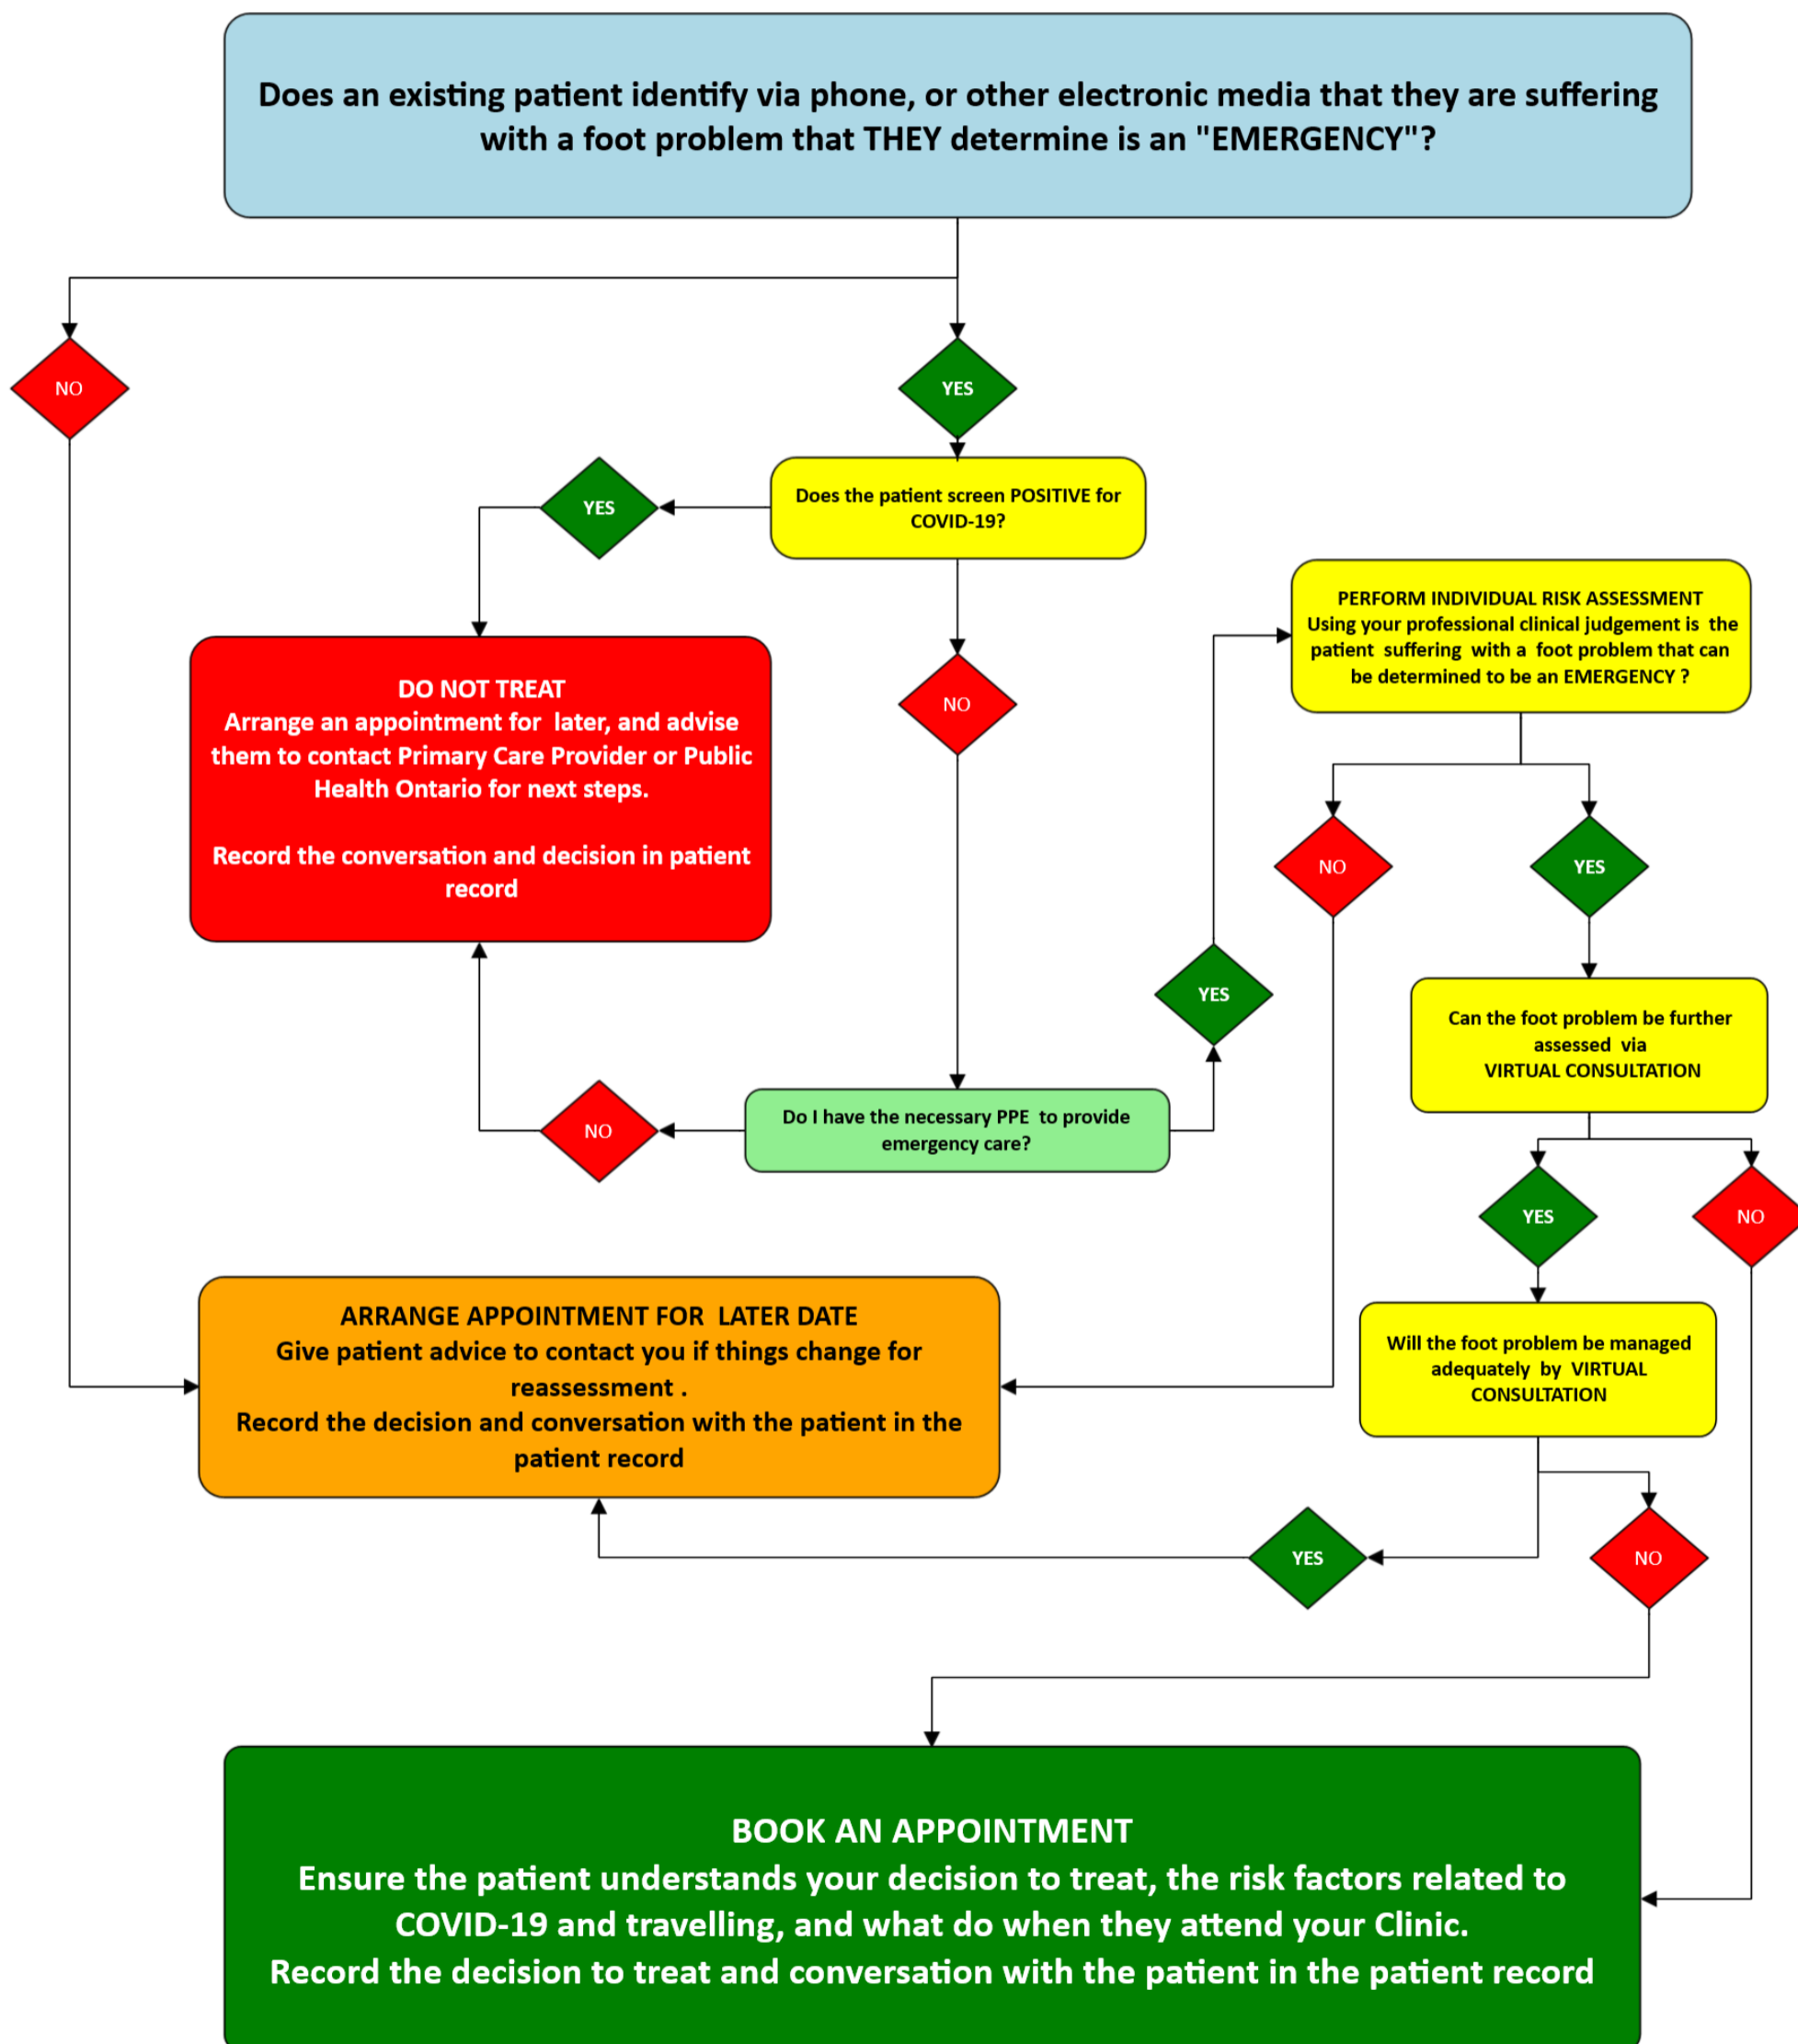 Does an existing patient identify via phone, or other electronic media that they are suffering
with a foot problem that THEY determine is an "EMERGENCY"?
NO
YES
YES
Does the patient screen POSITIVE for
COVID-19?
PERFORM INDIVIDUAL RISK ASSESSMENT
Using your professional clinical judgement is the
patient suffering with a foot problem that can
be determined to be an EMERGENCY ?
DO NOT TREAT
Arrange an appointment for later, and advise
them to contact Primary Care Provider or Public
Health Ontario for next steps.
Record the conversation and decision in patient
record
NO
NO
YES
YES
Can the foot problem be further
assessed via
VIRTUAL CONSULTATION
NO
Do I have the necessary PPE to provide
emergency care?
YES
NO
ARRANGE APPOINTMENT FOR LATER DATE
Give patient advice to contact you if things change for
reassessment .
Record the decision and conversation with the patient in the
patient record
Will the foot problem be managed
adequately by VIRTUAL
CONSULTATION
YES
NO
BOOK AN APPOINTMENT
Ensure the patient understands your decision to treat, the risk factors related to
COVID-19 and travelling, and what do when they attend your Clinic.
Record the decision to treat and conversation with the patient in the patient record